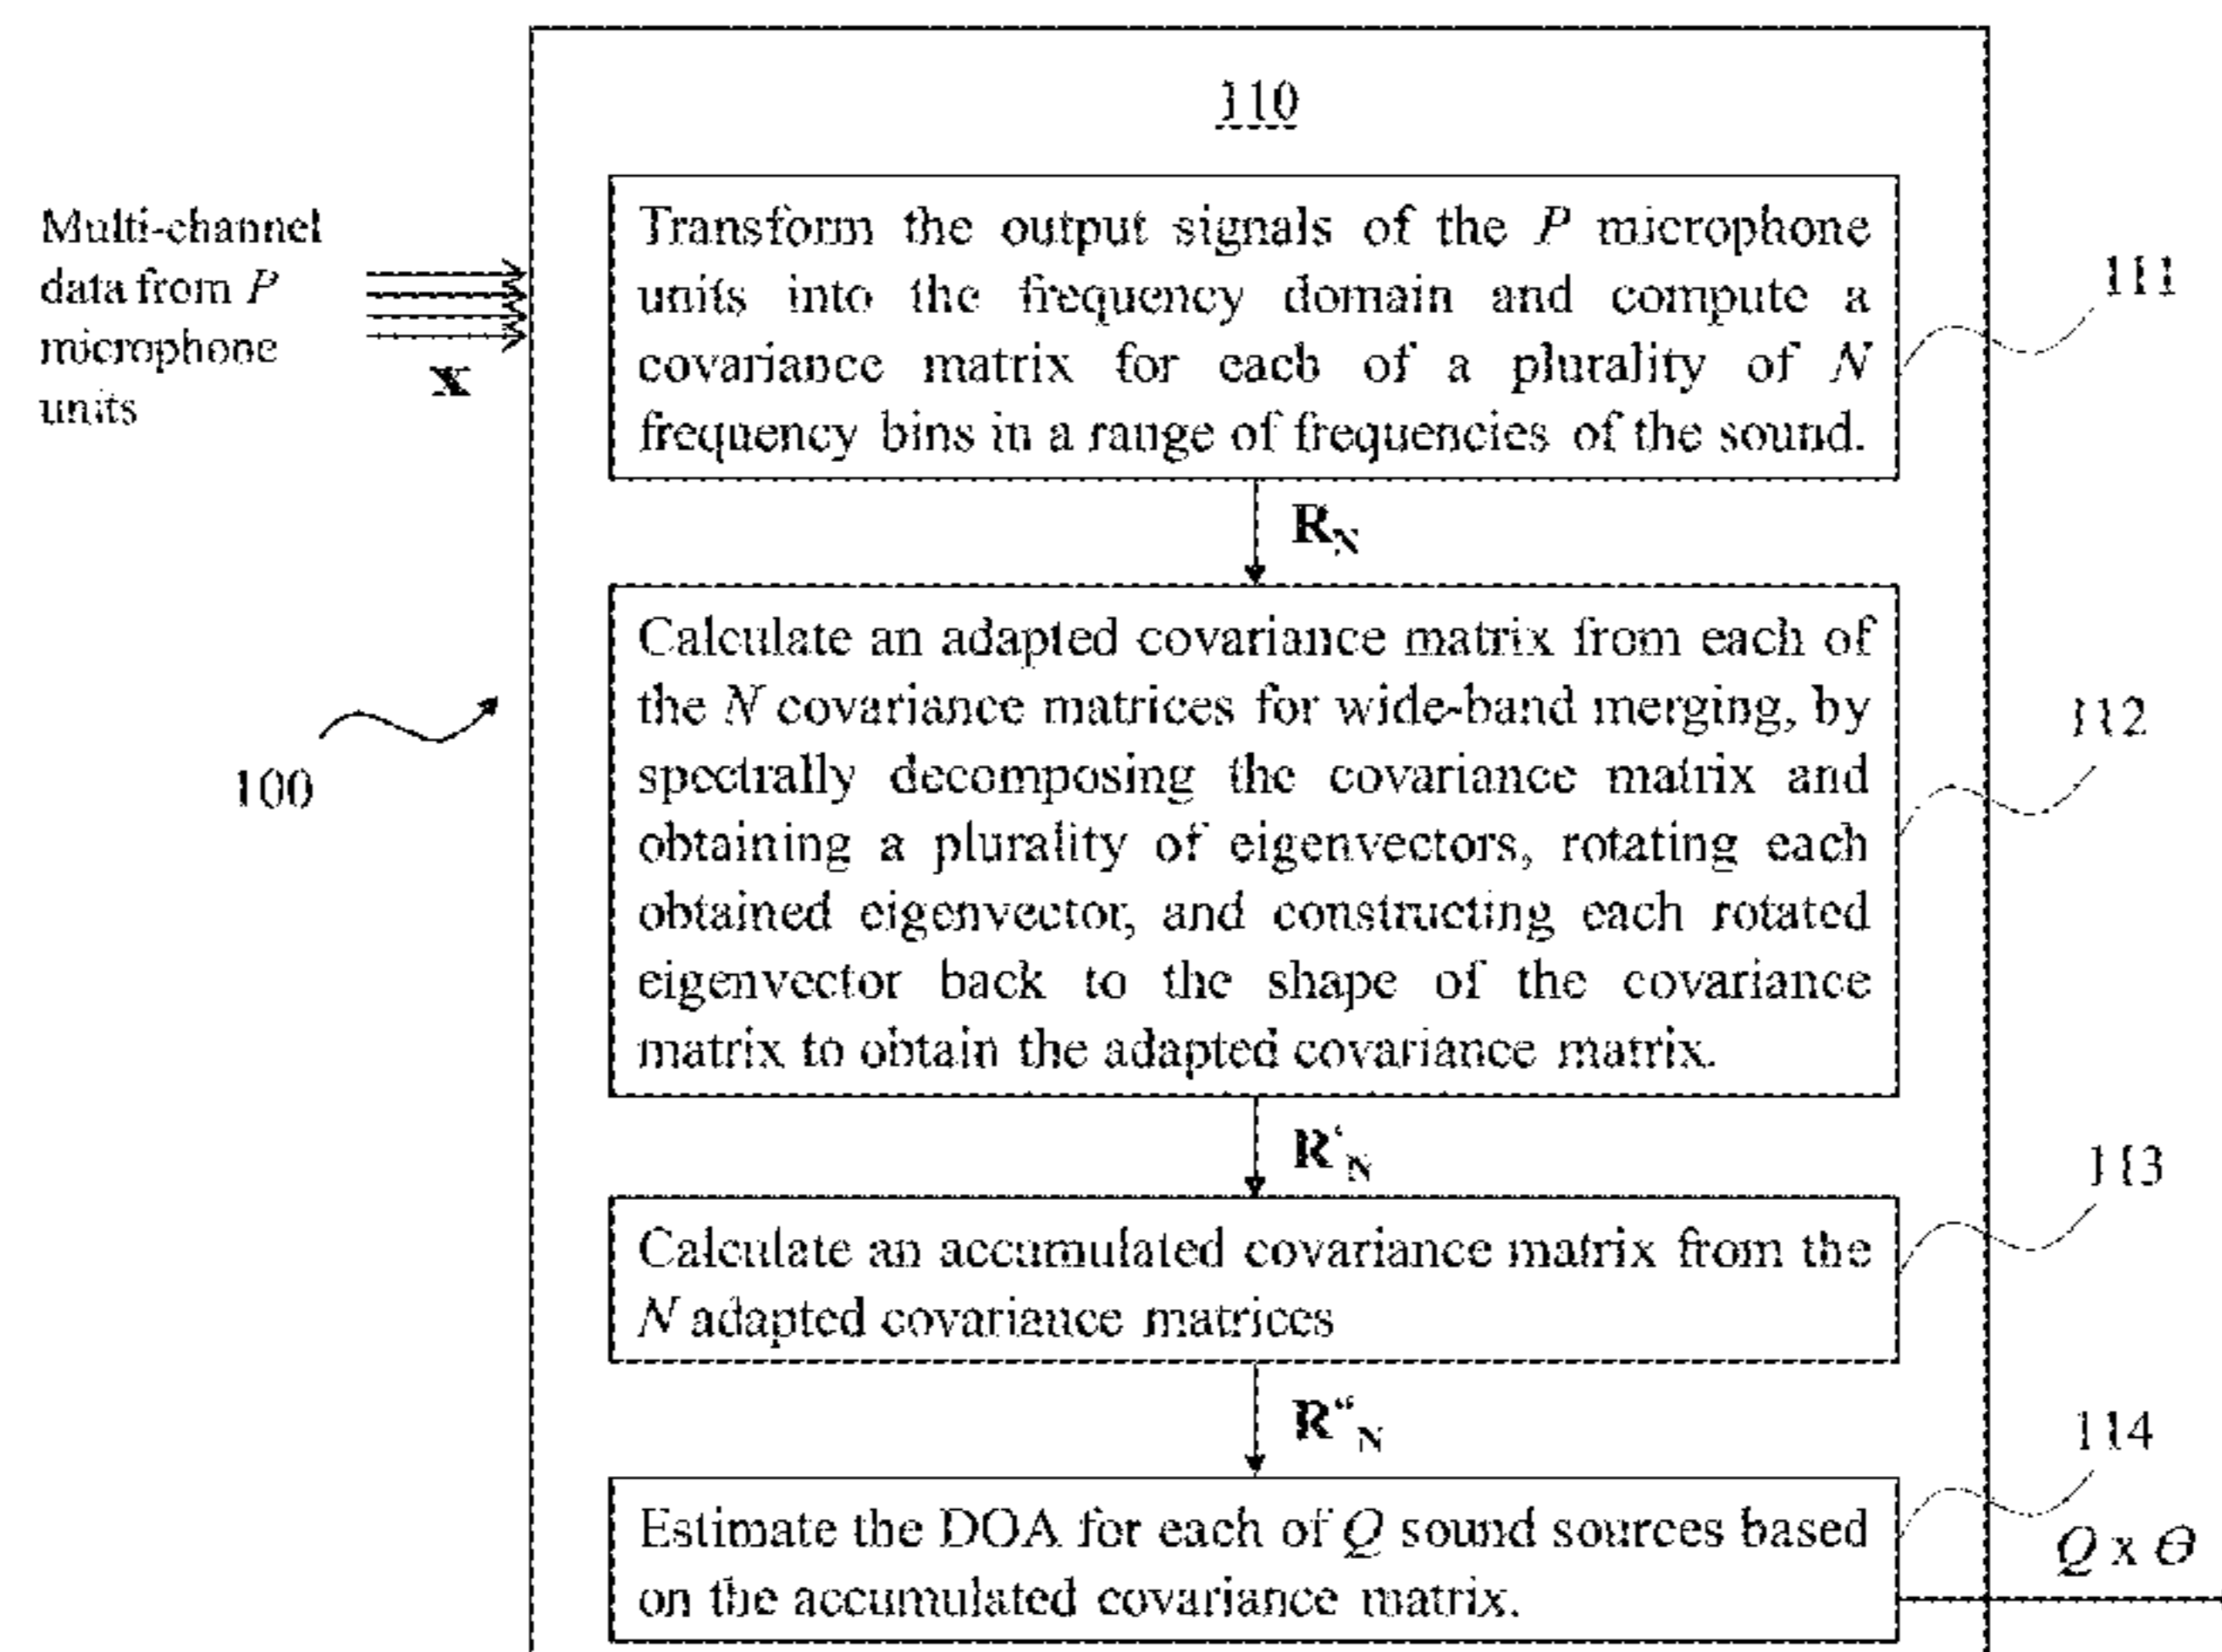 110
Multi-channel
data from P
microphone
units
X
Transform the output signals of the P microphone
units into the frequency domain and compute a
covariance matrix for each of a plurality of N
frequency bins in a range of frequencies of the sound.
111
R_N
100
Calculate an adapted covariance matrix from each of
the N covariance matrices for wide-band merging, by
spectrally decomposing the covariance matrix and
obtaining a plurality of eigenvectors, rotating each
obtained eigenvector, and constructing each rotated
eigenvector back to the shape of the covariance
matrix to obtain the adapted covariance matrix.
112
R‘_N
Calculate an accumulated covariance matrix from the
N adapted covariance matrices
113
R“_N
Estimate the DOA for each of Q sound sources based
on the accumulated covariance matrix.
114
Q x Θ